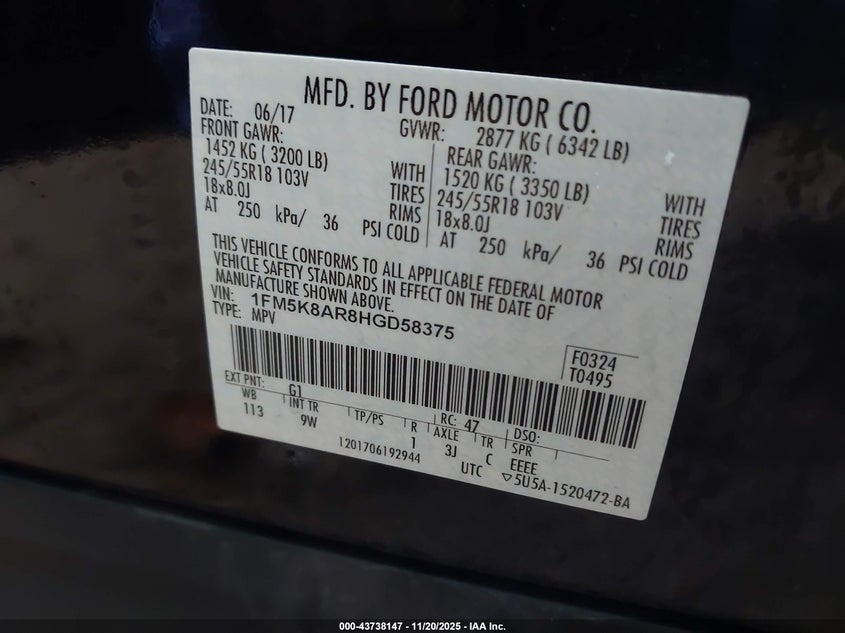 MFD. BY FORD MOTOR CO.
DATE: 06/17 GVWR: 2877 KG ( 6342 LB)
FRONT GAWR: REAR GAWR:
1452 KG ( 3200 LB) WITH 1520 KG ( 3350 LB) WITH
245/55R18 103V TIRES 245/55R18 103V TIRES
18x8.0J RIMS 18x8.0J RIMS
AT 250 kPa/ 36 PSI COLD AT 250 kPa/ 36 PSI COLD
THIS VEHICLE CONFORMS TO ALL APPLICABLE FEDERAL MOTOR
VEHICLE SAFETY STANDARDS IN EFFECT ON THE DATE OF
MANUFACTURE SHOWN ABOVE.
VIN: 1FM5K8AR8HGD58375
TYPE: MPV
F0324
T0495
EXT PNT: G1 RC: 47 DSO:
WB INT TR TP/PS R AXLE TR SPR
113 9W 1 3J C EEEE
1201706192944 UTC ▽5U5A-1520472-BA
000-43738147 - 11/20/2025 - IAA Inc.